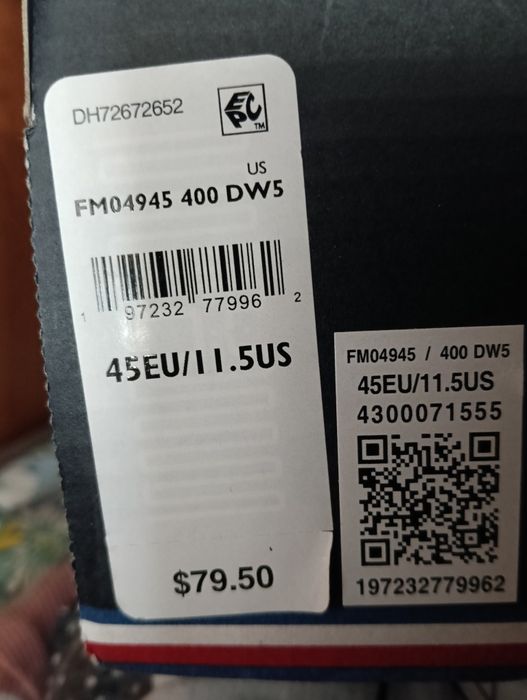 DH72672652
EPC
TM
US
FM04945 400 DW5
1 97232 77996 2
45EU/11.5US
$79.50
FM04945 / 400 DW5
45EU/11.5US
4300071555
197232779962